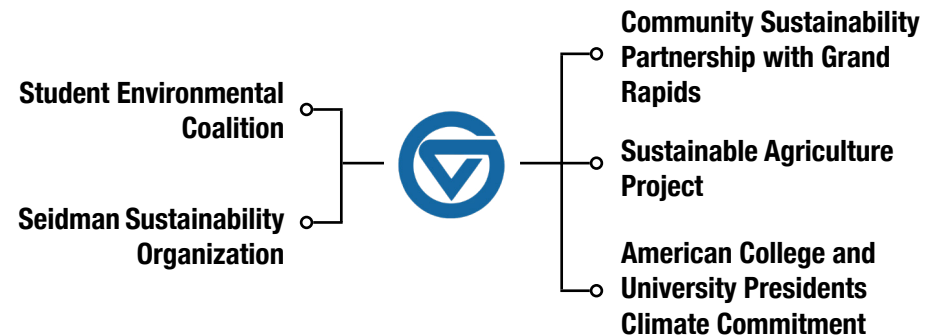 Student Environmental
Coalition
Seidman Sustainability
Organization
Community Sustainability
Partnership with Grand
Rapids
Sustainable Agriculture
Project
American College and
University Presidents
Climate Commitment